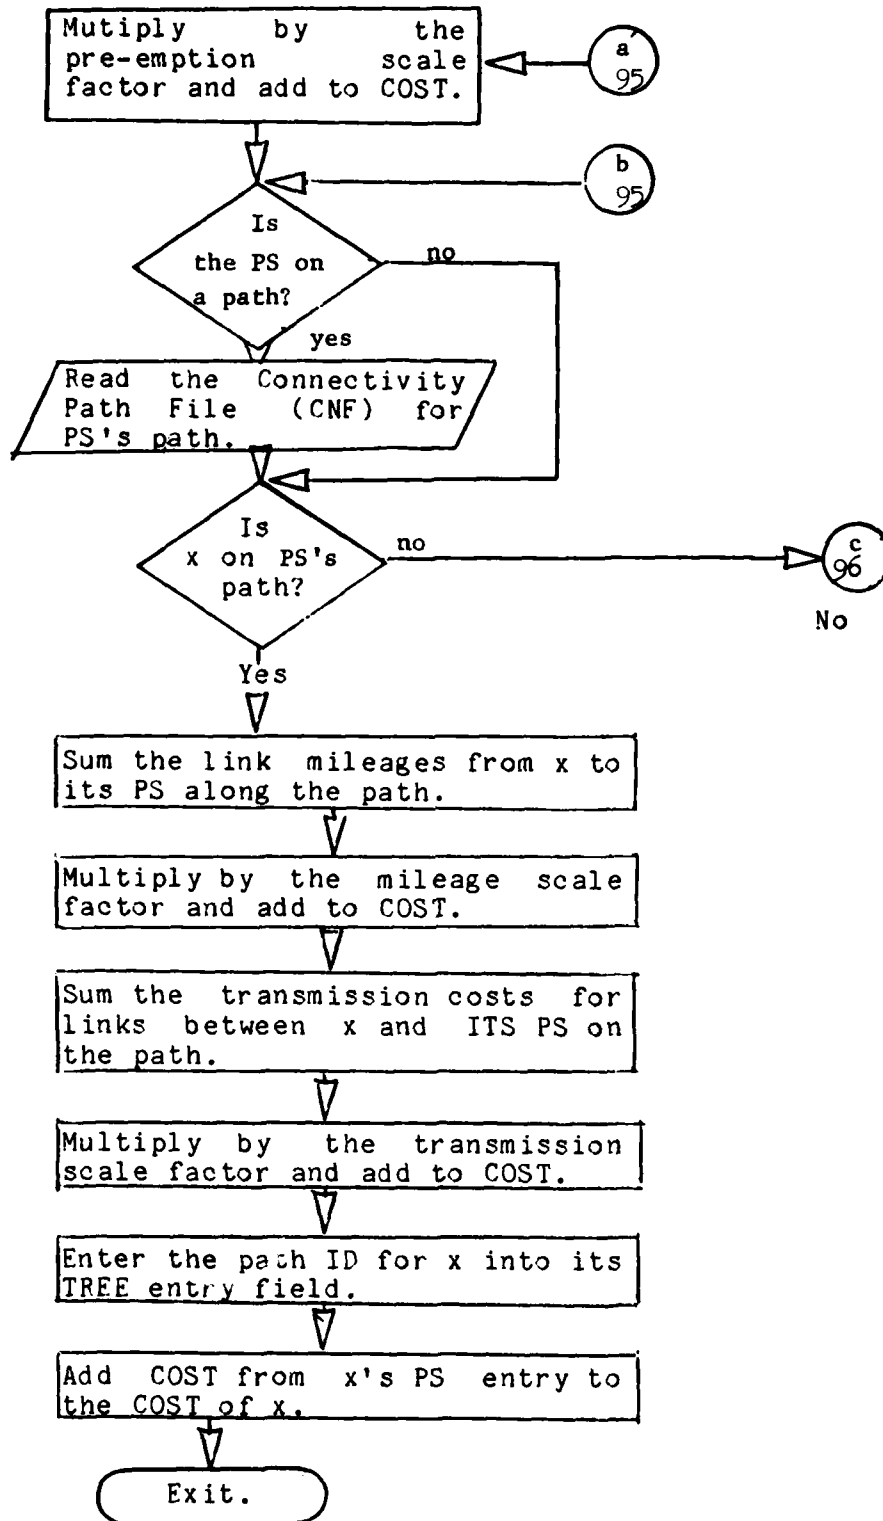 Mutiply by the
pre-emption scale
factor and add to COST.
a
95
b
95
Is
the PS on
a path?
no
yes
Read the Connectivity
Path File (CNF) for
PS's path.
Is
x on PS's
path?
no
c
96
No
Yes
Sum the link mileages from x to
its PS along the path.
Multiply by the mileage scale
factor and add to COST.
Sum the transmission costs for
links between x and ITS PS on
the path.
Multiply by the transmission
scale factor and add to COST.
Enter the path ID for x into its
TREE entry field.
Add COST from x's PS entry to
the COST of x.
Exit.